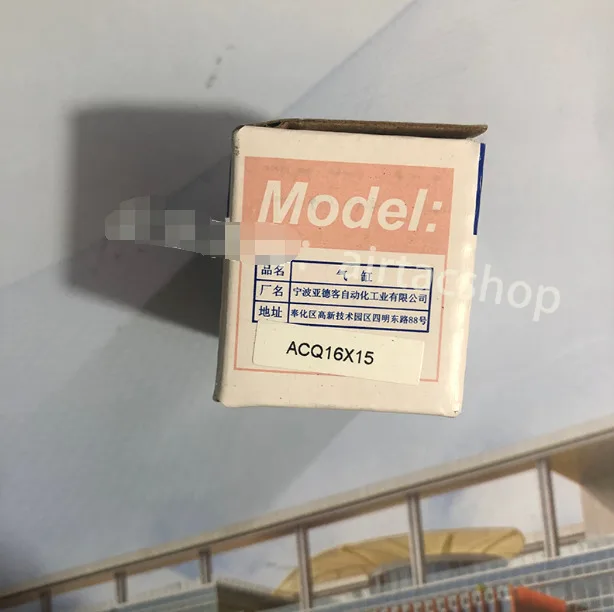 Model:
airtacshop
品名 气 缸
厂名 宁波亚德客自动化工业有限公司
地址 奉化区高新技术园区四明东路88号
ACQ16X15